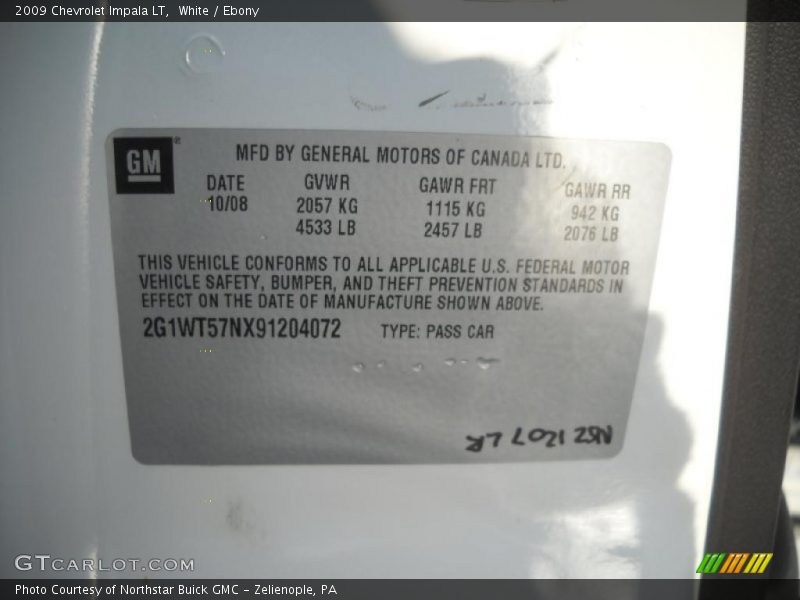 2009 Chevrolet Impala LT, White / Ebony
GM
MFD BY GENERAL MOTORS OF CANADA LTD.
DATE GVWR GAWR FRT GAWR RR
10/08 2057 KG 1115 KG 942 KG
4533 LB 2457 LB 2076 LB
THIS VEHICLE CONFORMS TO ALL APPLICABLE U.S. FEDERAL MOTOR
VEHICLE SAFETY, BUMPER, AND THEFT PREVENTION STANDARDS IN
EFFECT ON THE DATE OF MANUFACTURE SHOWN ABOVE.
2G1WT57NX91204072 TYPE: PASS CAR
GTCARLOT.COM
Photo Courtesy of Northstar Buick GMC - Zelienople, PA